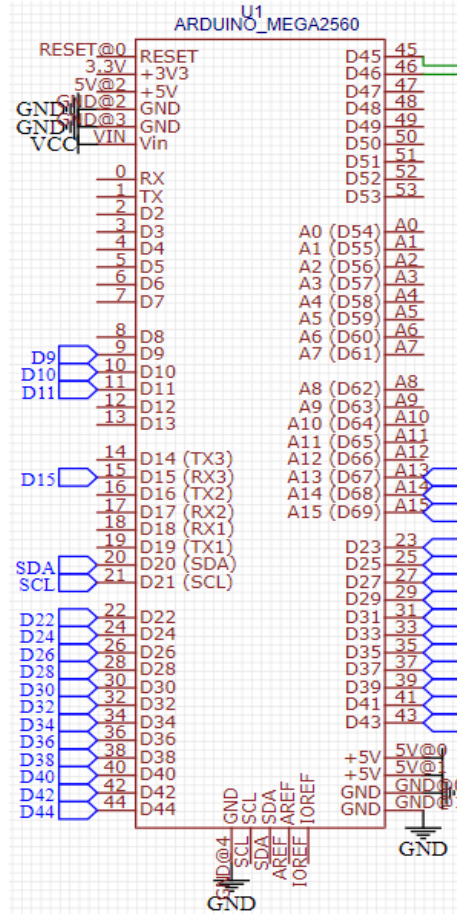 U1
ARDUINO_MEGA2560
RESET@0 RESET D45 45
3.3V +3V3 D46 46
5V@2 +5V D47 47
GND GND@2 GND D48 48
GND GND@3 GND D49 49
VCC VIN Vin D50 50
D51 51
0 RX D52 52
1 TX D53 53
2 D2
3 D3 A0 (D54) A0
4 D4 A1 (D55) A1
5 D5 A2 (D56) A2
6 D6 A3 (D57) A3
7 D7 A4 (D58) A4
A5 (D59) A5
8 D8 A6 (D60) A6
D9 9 D9 A7 (D61) A7
D10 10 D10
D11 11 D11 A8 (D62) A8
12 D12 A9 (D63) A9
13 D13 A10 (D64) A10
A11 (D65) A11
14 D14 (TX3) A12 (D66) A12
D15 15 D15 (RX3) A13 (D67) A13
16 D16 (TX2) A14 (D68) A14
17 D17 (RX2) A15 (D69) A15
18 D18 (RX1)
19 D19 (TX1) D23 23
SDA 20 D20 (SDA) D25 25
SCL 21 D21 (SCL) D27 27
D29 29
D22 22 D22 D31 31
D24 24 D24 D33 33
D26 26 D26 D35 35
D28 28 D28 D37 37
D30 30 D30 D39 39
D32 32 D32 D41 41
D34 34 D34 D43 43
D36 36 D36
D38 38 D38 +5V 5V@0
D40 40 D40 +5V 5V@1
D42 42 D42 GND
D44 44 D44 GND
GND SCL SDA AREF IOREF
GND@4 SCL SDA AREF IOREF
GND
GND